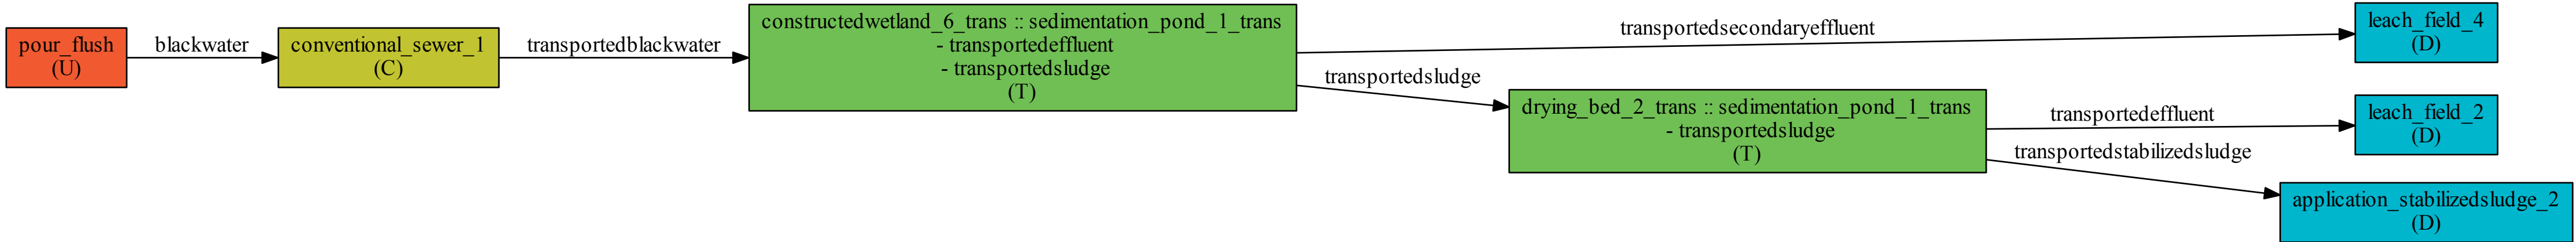 pour_flush
(U)
blackwater
conventional_sewer_1
(C)
transportedblackwater
constructedwetland_6_trans :: sedimentation_pond_1_trans
- transportedeffluent
- transportedsludge
(T)
transportedsecondaryeffluent
leach_field_4
(D)
transportedsludge
drying_bed_2_trans :: sedimentation_pond_1_trans
- transportedsludge
(T)
transportedeffluent
leach_field_2
(D)
transportedstabilizedsludge
application_stabilizedsludge_2
(D)